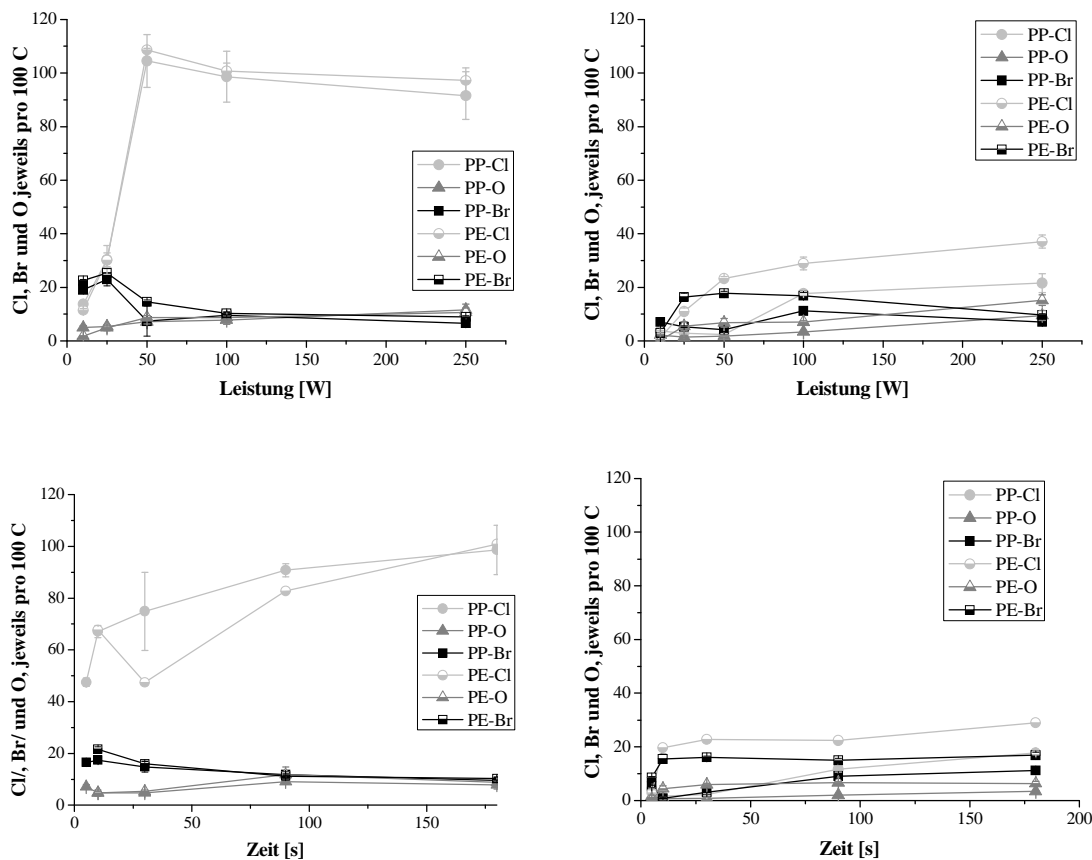 Cl, Br und O jeweils pro 100 C
120
100
80
60
40
20
0
0 50 100 150 200 250
Leistung [W]
PP-Cl
PP-O
PP-Br
PE-Cl
PE-O
PE-Br
Cl, Br und O, jeweils pro 100 C
120
100
80
60
40
20
0
0 50 100 150 200 250
Leistung [W]
PP-Cl
PP-O
PP-Br
PE-Cl
PE-O
PE-Br
Cl/, Br/ und O, jeweils pro 100 C
120
100
80
60
40
20
0
0 50 100 150
Zeit [s]
PP-Cl
PP-O
PP-Br
PE-Cl
PE-O
PE-Br
Cl, Br und O, jeweils pro 100 C
120
100
80
60
40
20
0
0 50 100 150 200
Zeit [s]
PP-Cl
PP-O
PP-Br
PE-Cl
PE-O
PE-Br